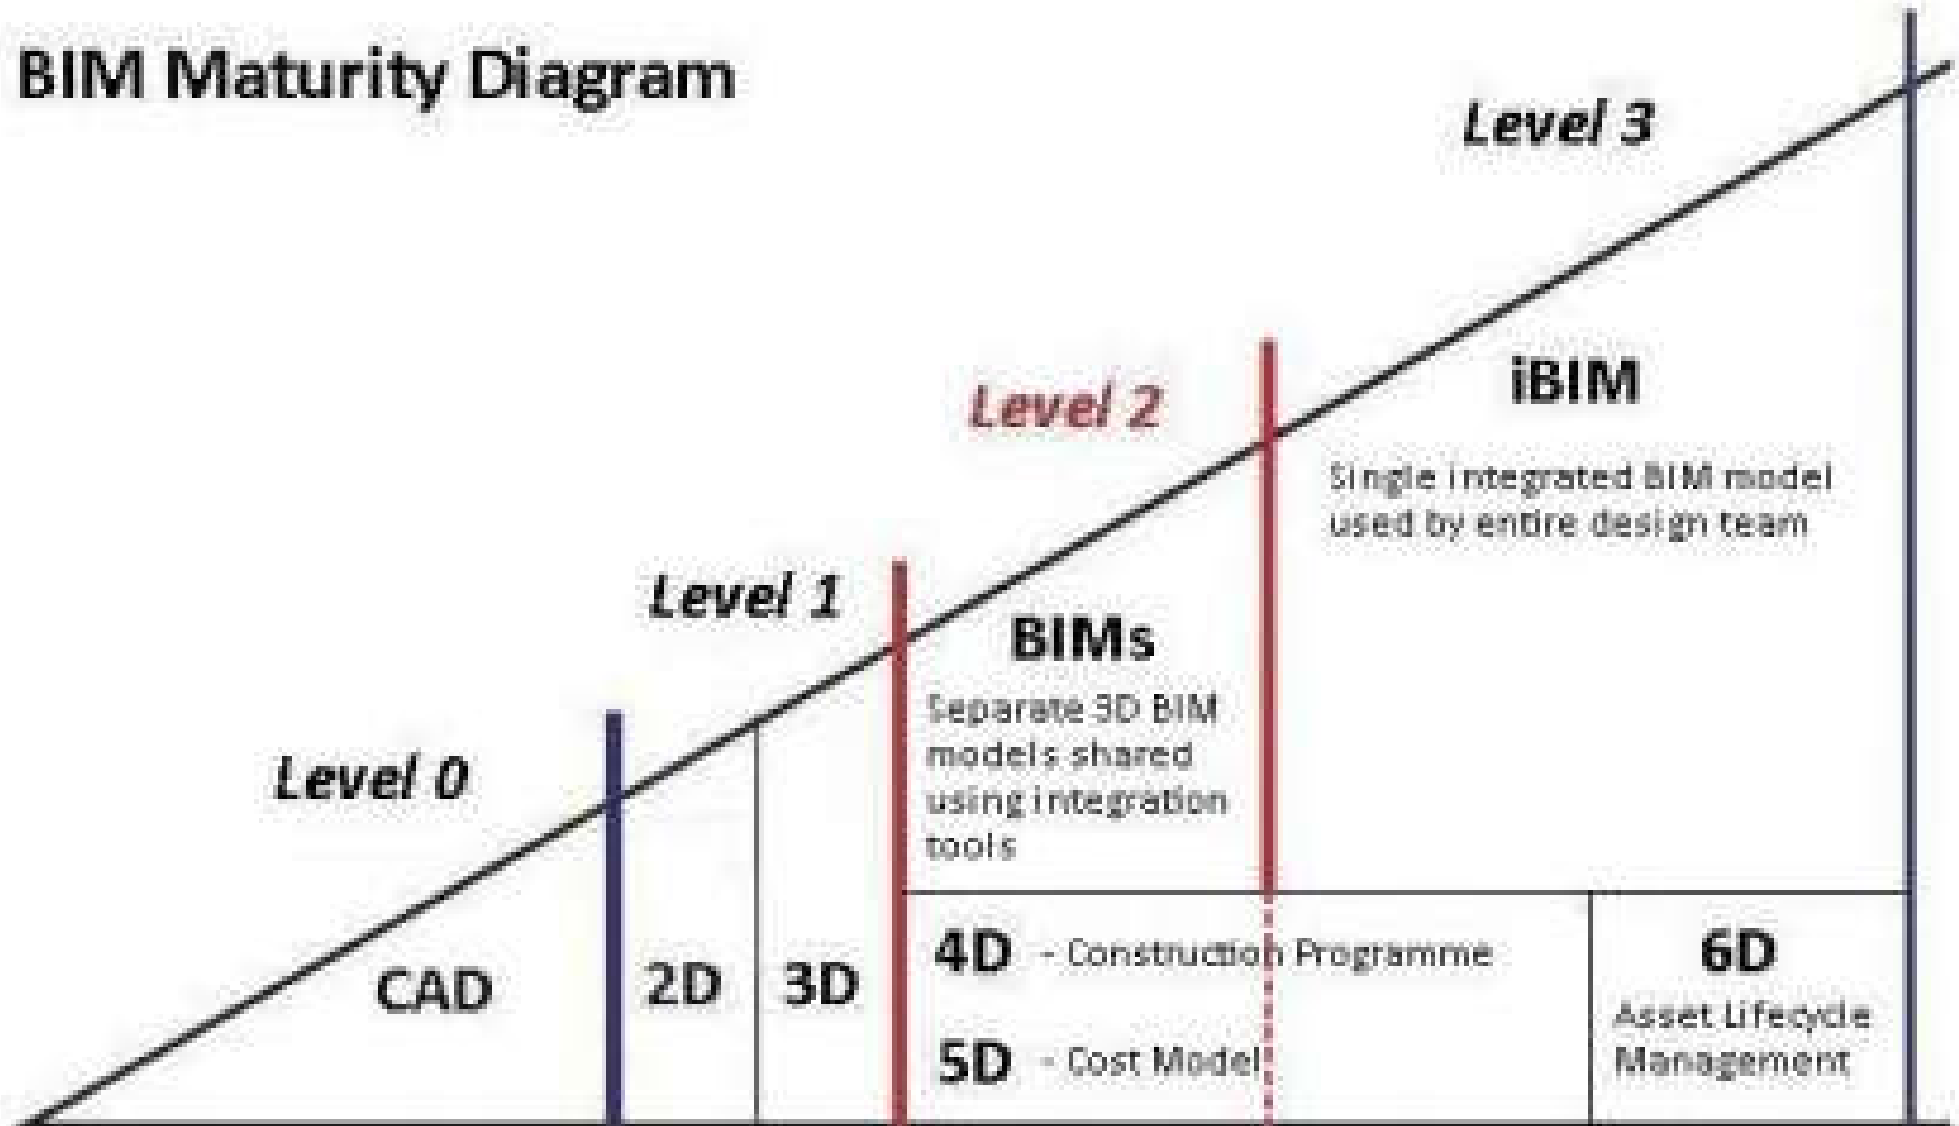 BIM Maturity Diagram
Level 3
iBIM
Single integrated BIM model
used by entire design team
Level 2
BIMs
Separate 3D BIM
models shared
using integration
tools
Level 1
Level 0
CAD
2D
3D
4D - Construction Programme
5D - Cost Model
6D
Asset Lifecycle
Management